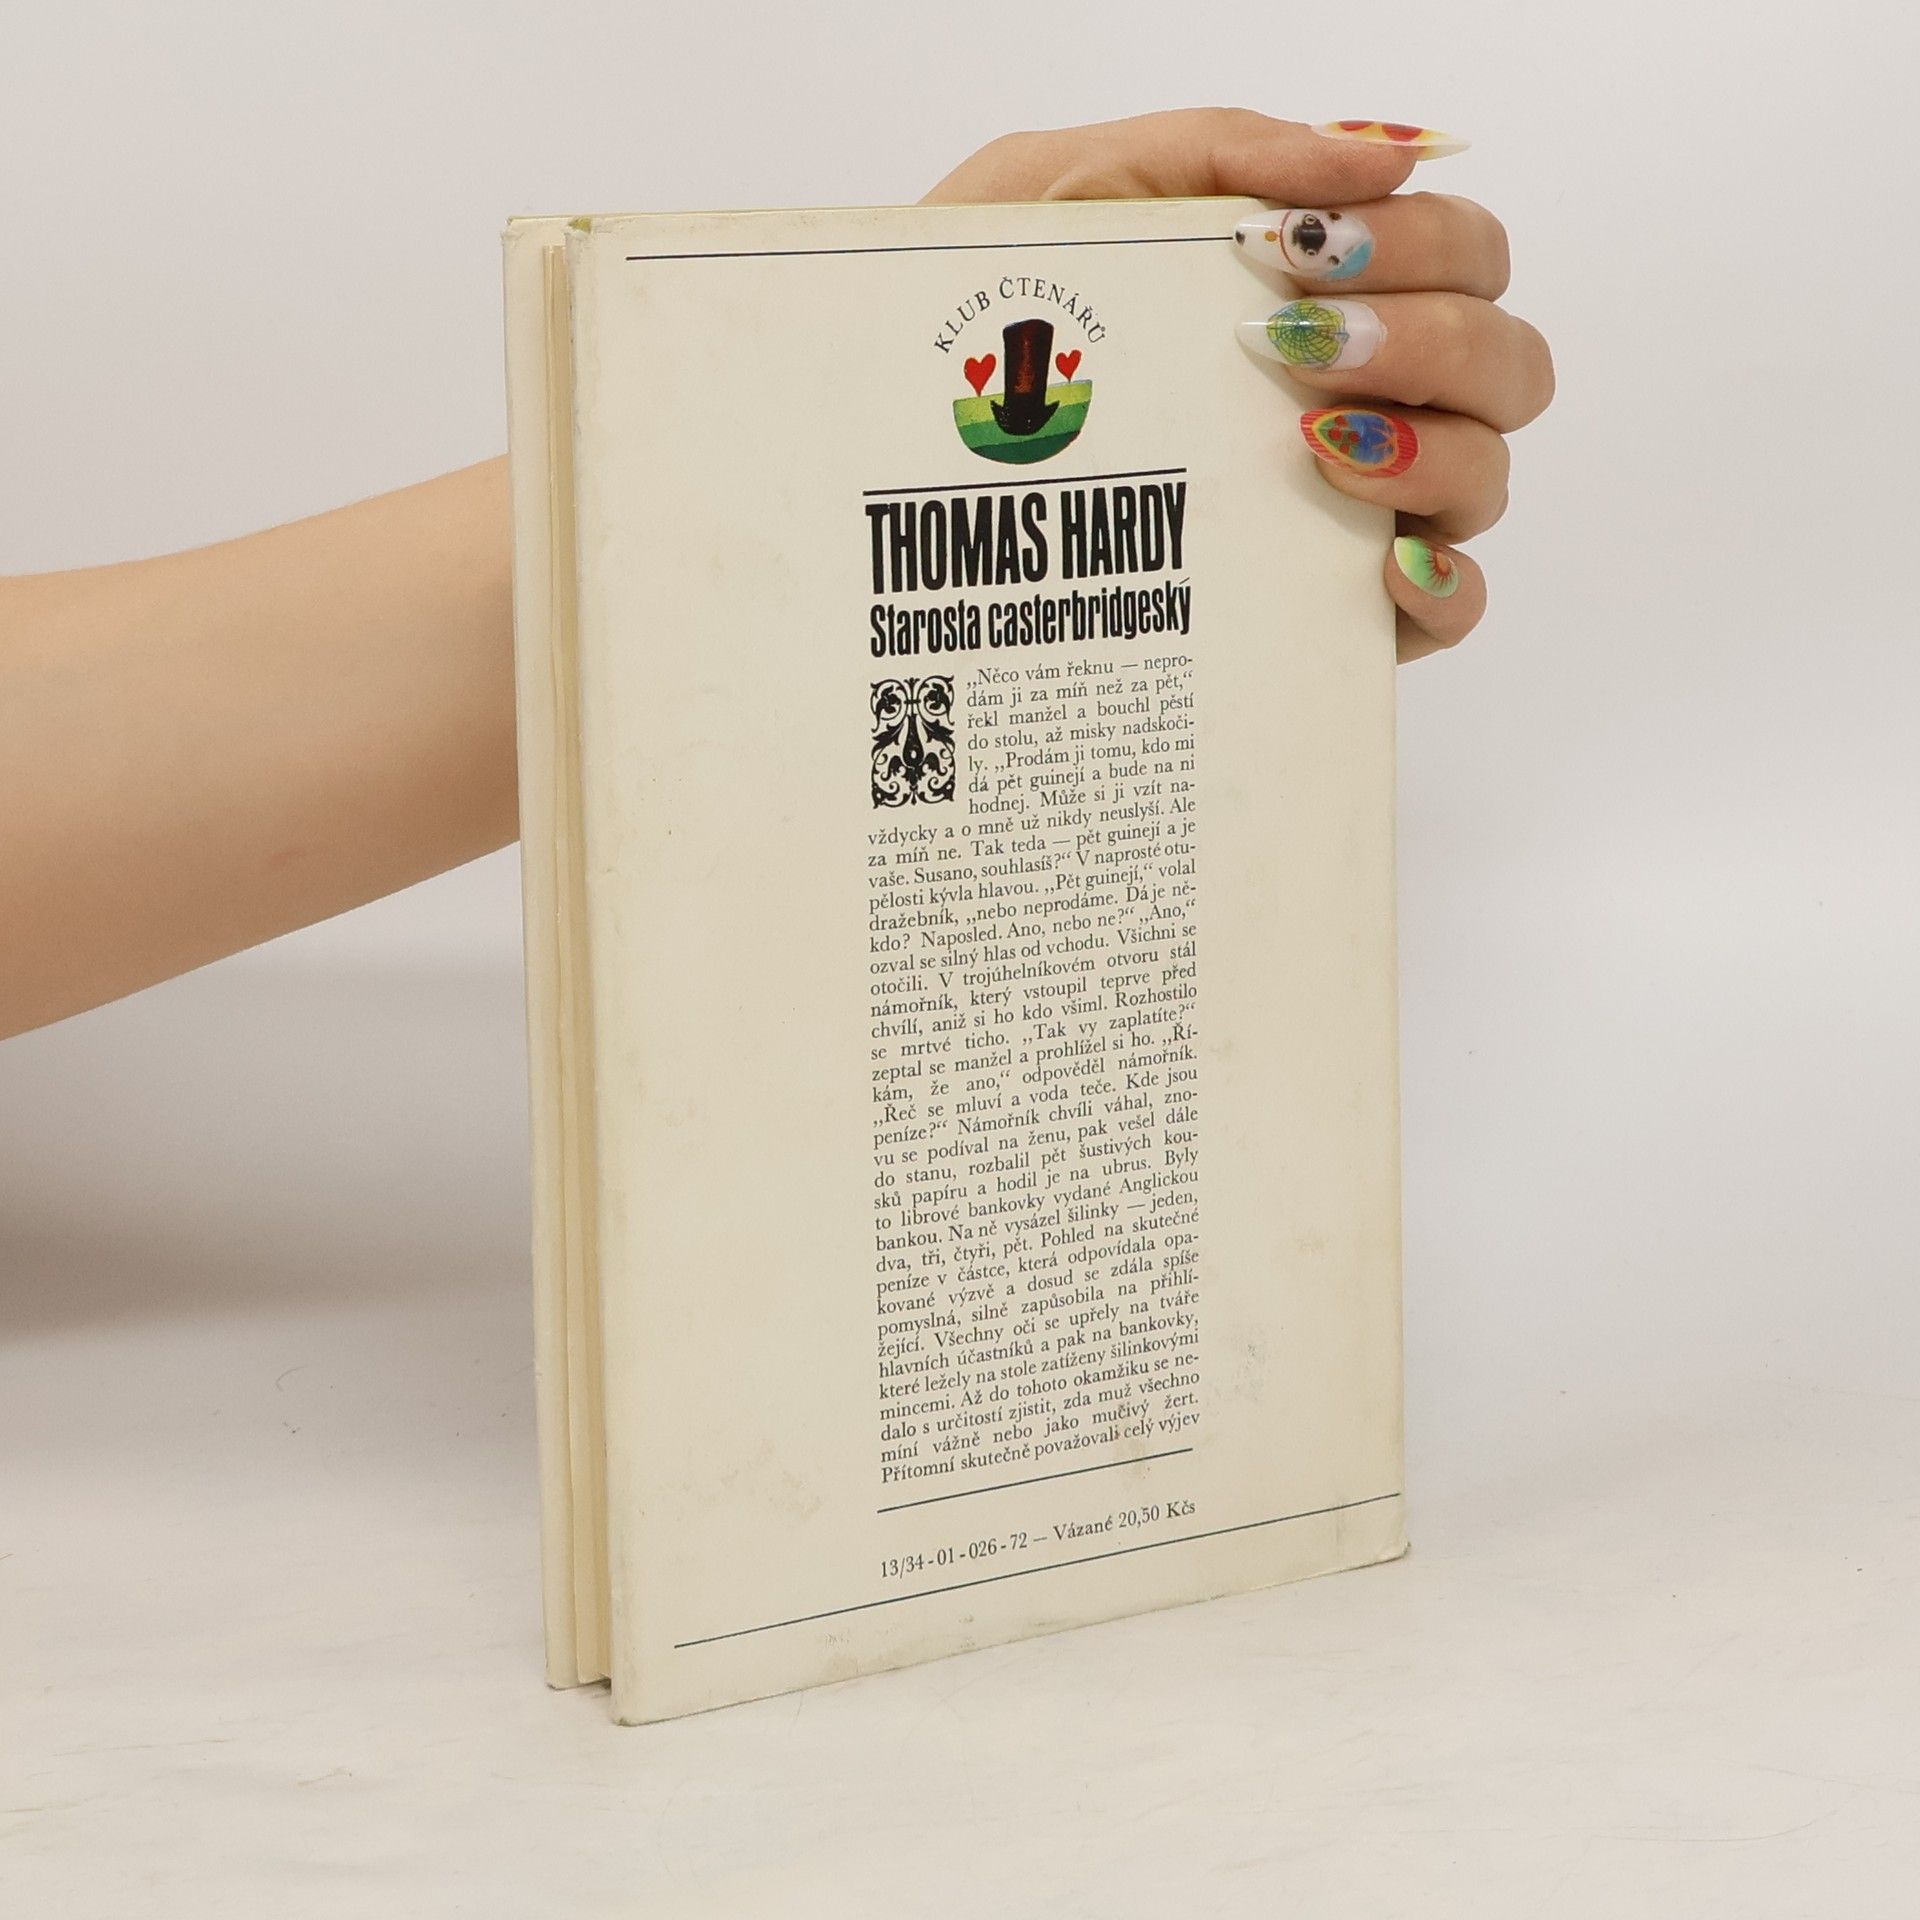 KLUB ČTENÁŘŮ
THOMAS HARDY
Starosta casterbridgeský
„Něco vám řeknu — nepro-
dám ji za míň než za pět,“
řekl manžel a bouchl pěstí
do stolu, až misky nadskoči-
ly. „Prodám ji tomu, kdo mi
dá pět guinejí a bude na ni
hodnej. Může si ji vzít na-
vždycky a o mně už nikdy neuslyší. Ale
za míň ne. Tak teda — pět guinejí a je
vaše. Susano, souhlasíš?“ V naprosté otu-
pělosti kývla hlavou. „Pět guinejí,“ volal
dražebník, „nebo neprodáme. Dá je ně-
kdo? Naposled. Ano, nebo ne?“ „Ano,“
ozval se silný hlas od vchodu. Všichni se
otočili. V trojúhelníkovém otvoru stál
námořník, který vstoupil teprve před
chvílí, aniž si ho kdo všiml. Rozhostilo
se mrtvé ticho. „Tak vy zaplatíte?“
zeptal se manžel a prohlížel si ho. „Ří-
kám, že ano,“ odpověděl námořník.
„Řeč se mluví a voda teče. Kde jsou
peníze?“ Námořník chvíli váhal, zno-
vu se podíval na ženu, pak vešel dále
do stanu, rozbalil pět šustivých kou-
sků papíru a hodil je na ubrus. Byly
to librové bankovky vydané Anglickou
bankou. Na ně vysázel šilinky — jeden,
dva, tři, čtyři, pět. Pohled na skutečné
peníze v částce, která odpovídala opa-
kované výzvě a dosud se zdála spíše
pomyslná, silně zapůsobila na přihlí-
žející. Všechny oči se upřely na tváře
hlavních účastníků a pak na bankovky,
které ležely na stole zatíženy šilinkovými
mincemi. Až do tohoto okamžiku se ne-
dalo s určitostí zjistit, zda muž všechno
míní vážně nebo jako mučivý žert.
Přítomní skutečně považovali celý výjev
13/34-01-026-72 — Vázané 20,50 Kčs